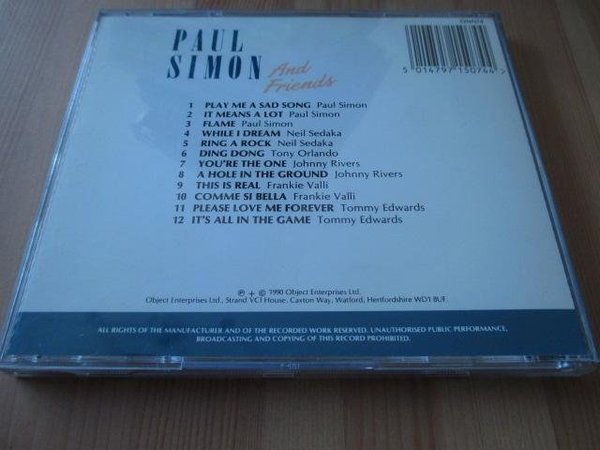 PAUL
SIMON
And
Friends
5 014797 130744 >
1 PLAY ME A SAD SONG Paul Simon
2 IT MEANS A LOT Paul Simon
3 FLAME Paul Simon
4 WHILE I DREAM Neil Sedaka
5 RING A ROCK Neil Sedaka
6 DING DONG Tony Orlando
7 YOU'RE THE ONE Johnny Rivers
8 A HOLE IN THE GROUND Johnny Rivers
9 THIS IS REAL Frankie Valli
10 COMME SI BELLA Frankie Valli
11 PLEASE LOVE ME FOREVER Tommy Edwards
12 IT'S ALL IN THE GAME Tommy Edwards
℗ + © 1990 Object Enterprises Ltd.
Object Enterprises Ltd., Strand VCI House, Caxton Way, Watford, Hertfordshire WD1 8UF.
ALL RIGHTS OF THE MANUFACTURER AND OF THE RECORDED WORK RESERVED. UNAUTHORISED PUBLIC PERFORMANCE,
BROADCASTING AND COPYING OF THIS RECORD PROHIBITED.